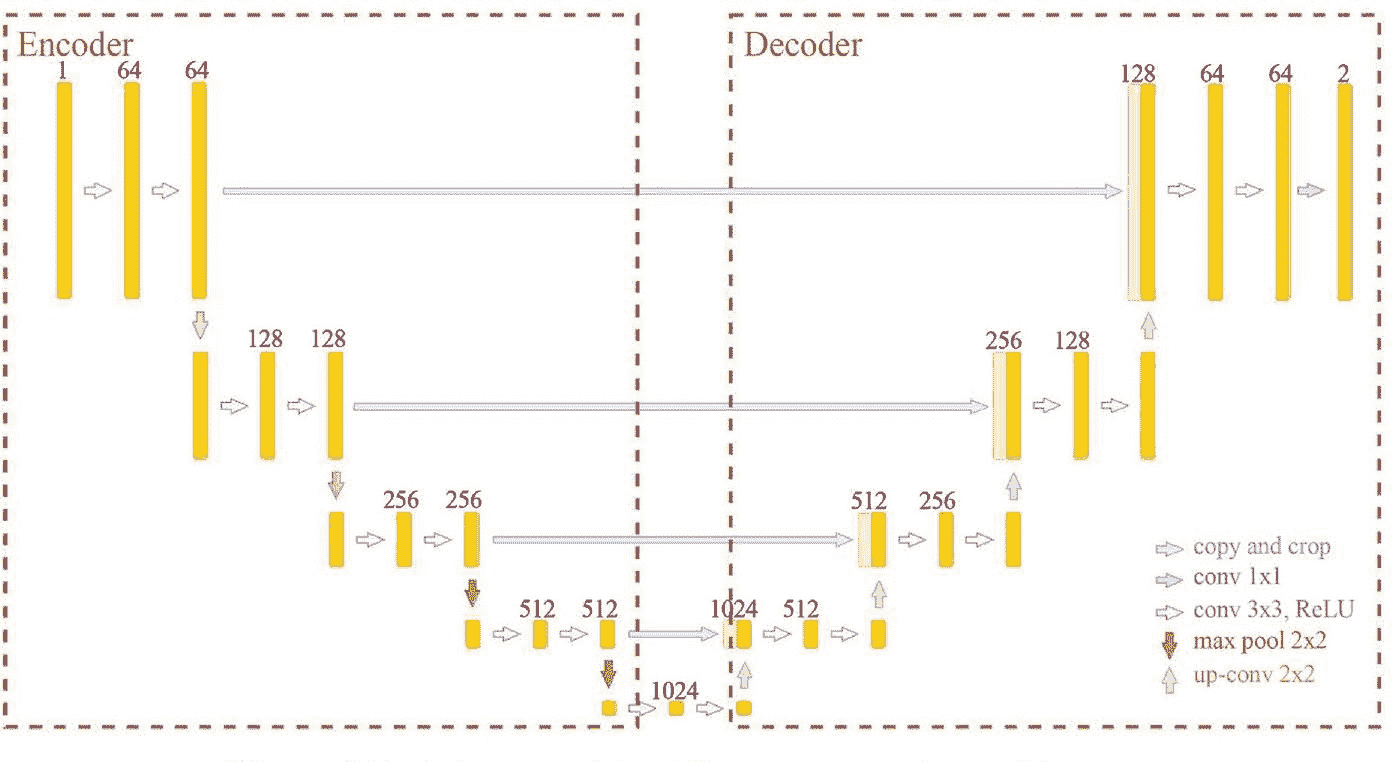 Encoder
Decoder
1 64 64
128 64 64 2
128 128
256 128
256 256
512 256
512 512
1024 512
1024
copy and crop
conv 1x1
conv 3x3, ReLU
max pool 2x2
up-conv 2x2